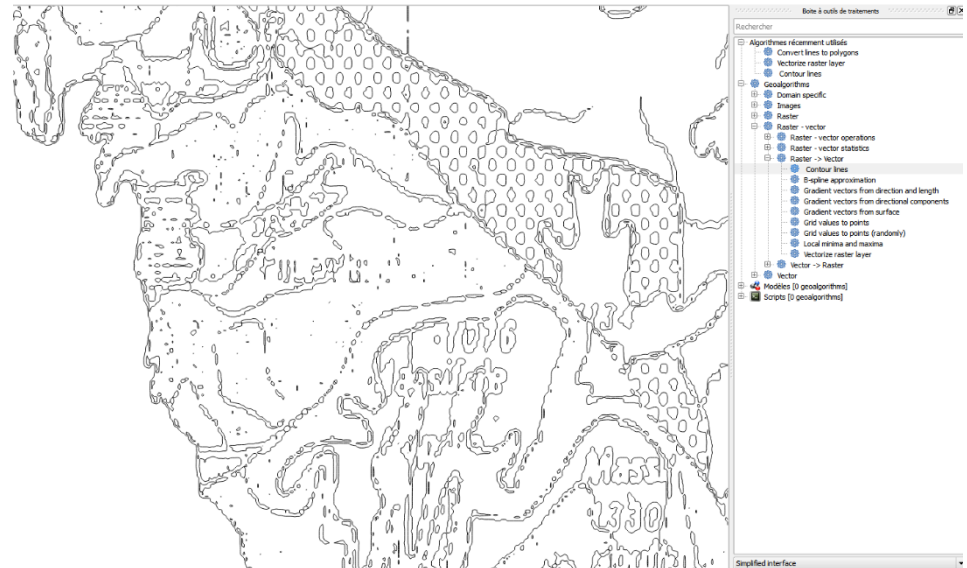 Boite à outils de traitements
Rechercher
Algorithmes récemment utilisés
Convert lines to polygons
Vectorize raster layer
Contour lines
Geoalgorithms
Domain specific
Images
Raster
Raster - vector
Raster - vector operations
Raster - vector statistics
Raster -> Vector
Contour lines
B-spline approximation
Gradient vectors from direction and length
Gradient vectors from directional components
Gradient vectors from surface
Grid values to points
Grid values to points (randomly)
Local minima and maxima
Vectorize raster layer
Vector -> Raster
Vector
Modèles [0 geoalgorithms]
Scripts [0 geoalgorithms]
1076
Mass
330
Simplified interface